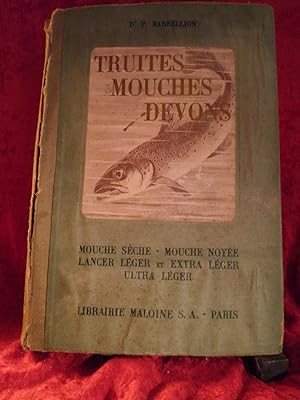 Dr P. BARBELLION
TRUITES
MOUCHES
DEVONS
MOUCHE SÈCHE - MOUCHE NOYÉE
LANCER LÉGER ET EXTRA LÉGER
ULTRA LÉGER
LIBRAIRIE MALOINE S. A. - PARIS